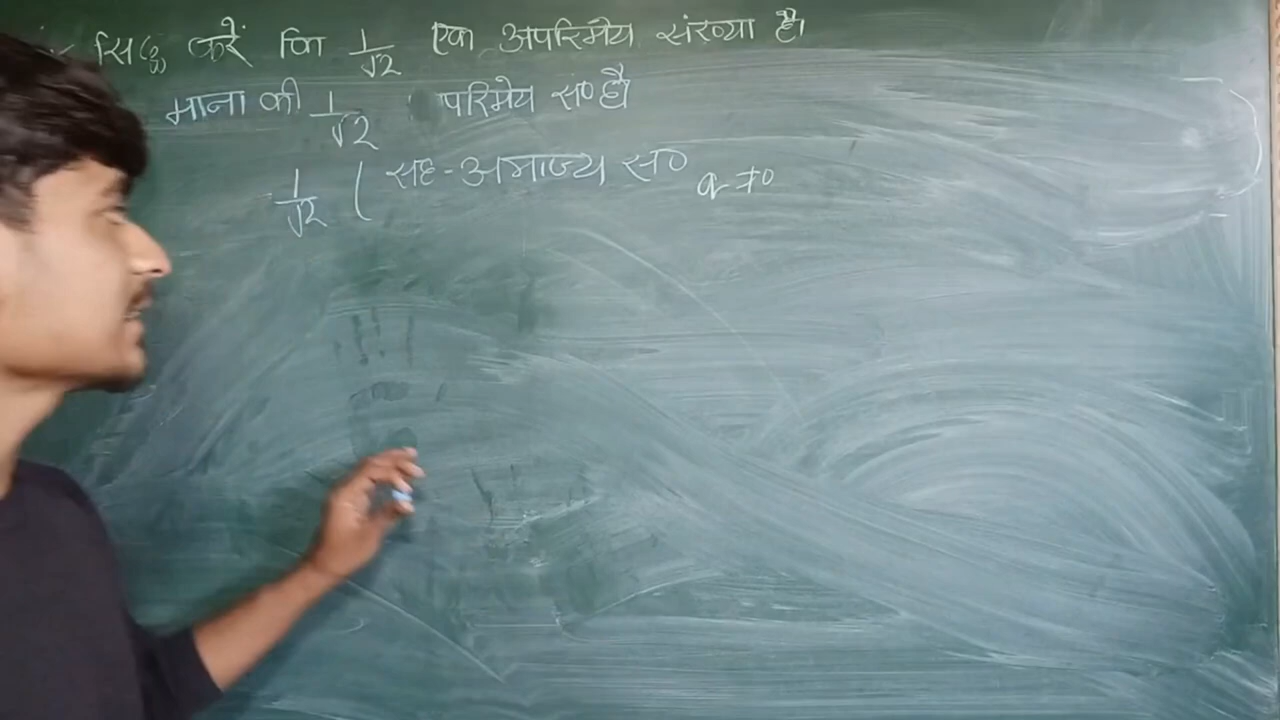 सिद्ध करें कि 1/√2 एक अपरिमेय संख्या है।
माना की 1/√2 परिमेय सं० है
1/√2 ( सह-अभाज्य सं० q ≠ 0